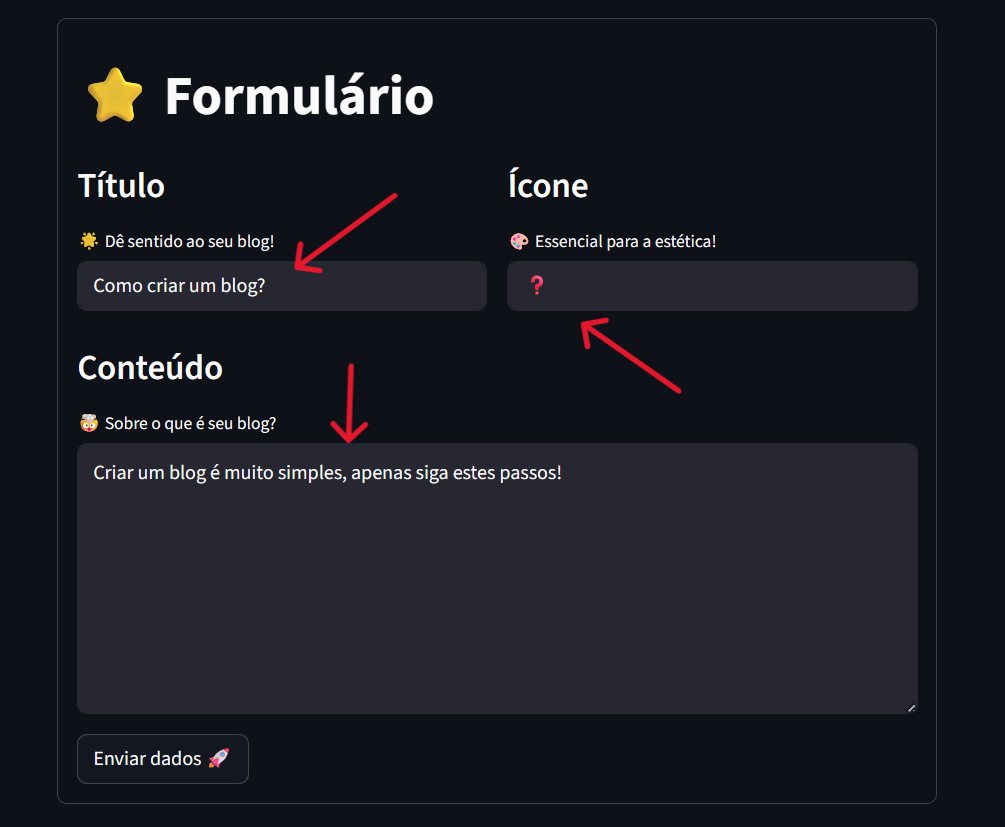 ⭐ Formulário
Título
🌟 Dê sentido ao seu blog!
Como criar um blog?
Ícone
🎨 Essencial para a estética!
❓
Conteúdo
🤯 Sobre o que é seu blog?
Criar um blog é muito simples, apenas siga estes passos!
Enviar dados 🚀